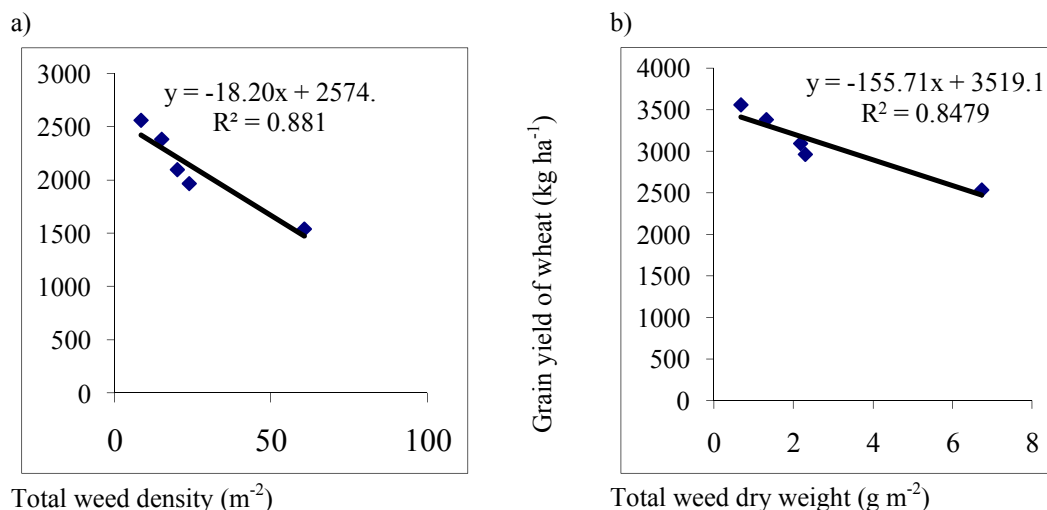 a)
3000
2500
2000
1500
1000
500
0
0 50 100
y = -18.20x + 2574.
R² = 0.881
Total weed density (m⁻²)
b)
Grain yield of wheat (kg ha⁻¹)
4000
3500
3000
2500
2000
1500
1000
500
0
0 2 4 6 8
y = -155.71x + 3519.1
R² = 0.8479
Total weed dry weight (g m⁻²)